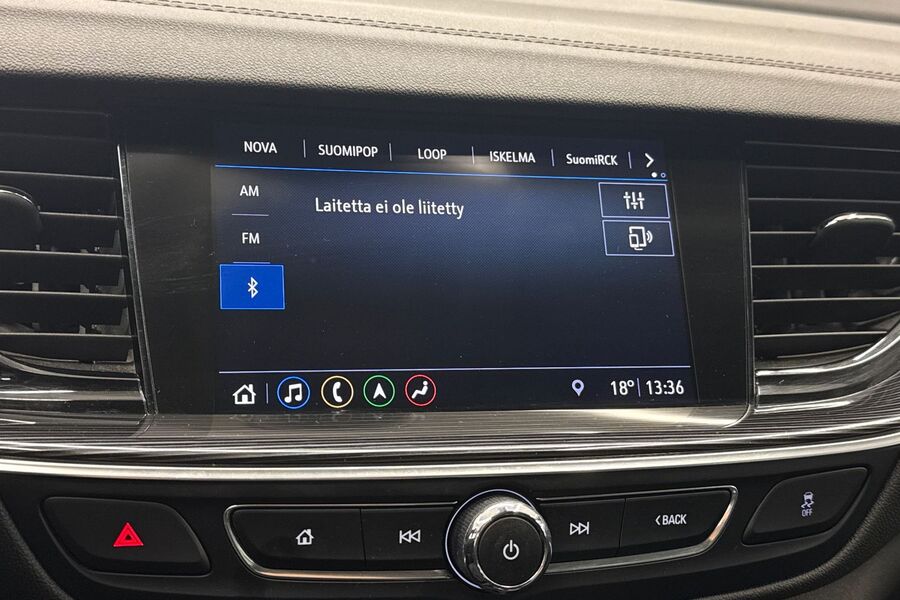 NOVA SUOMIPOP LOOP ISKELMA SuomiRCK
AM
Laitetta ei ole liitetty
FM
18° 13:36
BACK
OFF